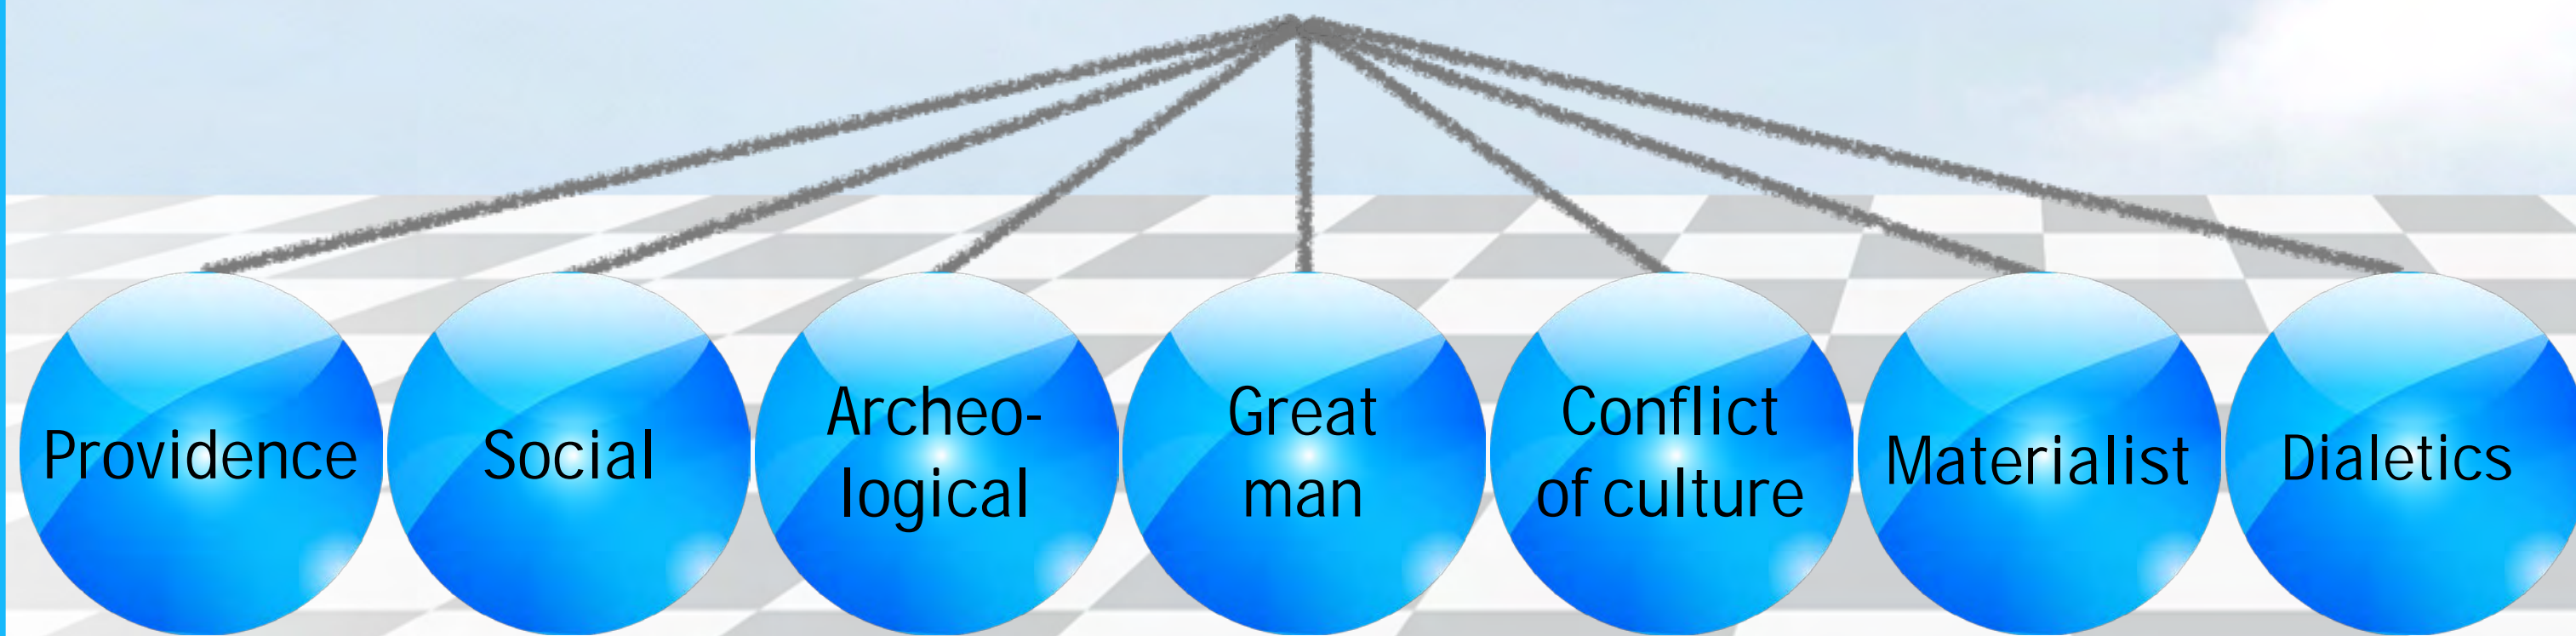 Providence
Social
Archeo-
logical
Great
man
Conflict
of culture
Materialist
Dialetics